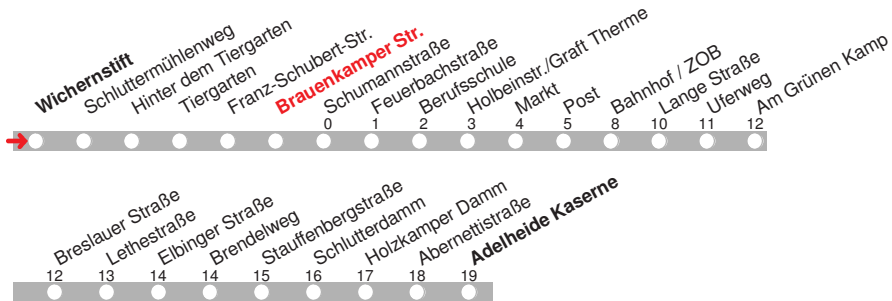 Wichernstift
Schluttermühlenweg
Hinter dem Tiergarten
Tiergarten
Franz-Schubert-Str.
Brauenkamper Str.
Schumannstraße
Feuerbachstraße
Berufsschule
Holbeinstr./Graft Therme
Markt
Post
Bahnhof / ZOB
Lange Straße
Uferweg
Am Grünen Kamp
0 1 2 3 4 5 8 10 11 12
Breslauer Straße
Lethestraße
Elbinger Straße
Brendelweg
Stauffenbergstraße
Schlutterdamm
Holzkamper Damm
Abernettistraße
Adelheide Kaserne
12 13 14 14 15 16 17 18 19